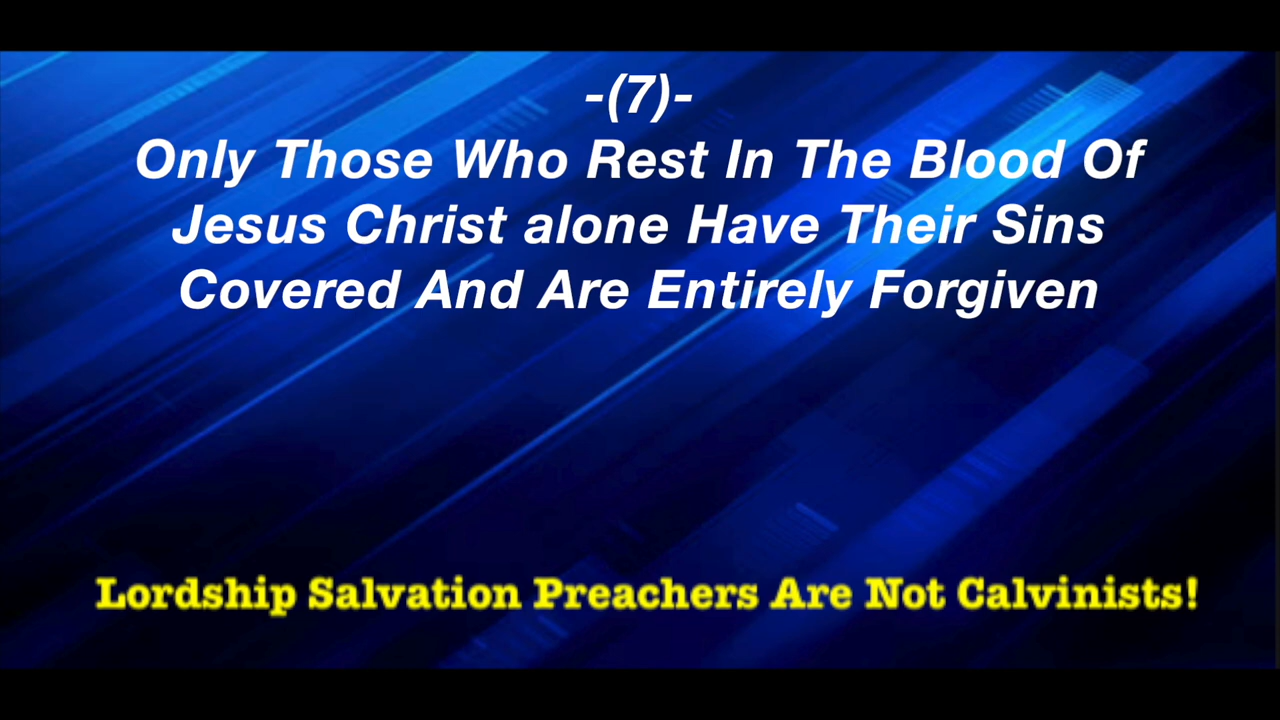 -(7)-
Only Those Who Rest In The Blood Of
Jesus Christ alone Have Their Sins
Covered And Are Entirely Forgiven
Lordship Salvation Preachers Are Not Calvinists!